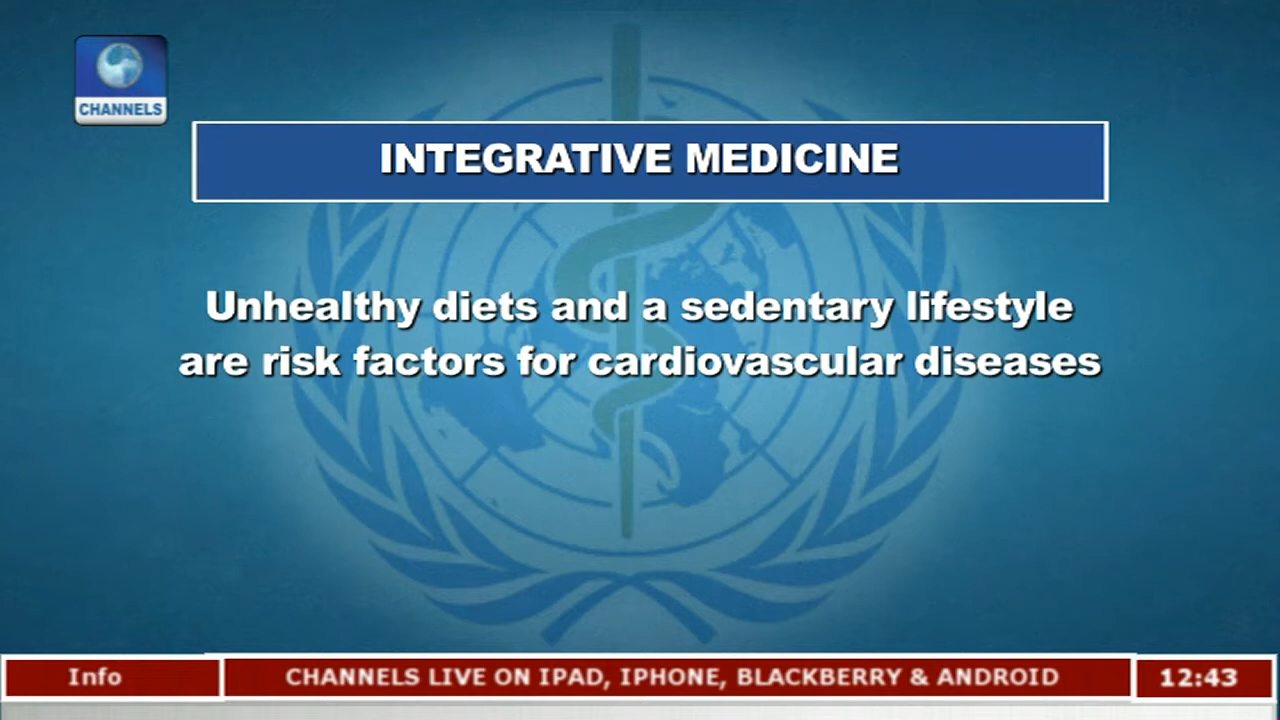 CHANNELS
INTEGRATIVE MEDICINE
Unhealthy diets and a sedentary lifestyle
are risk factors for cardiovascular diseases
Info
CHANNELS LIVE ON IPAD, IPHONE, BLACKBERRY & ANDROID
12:43